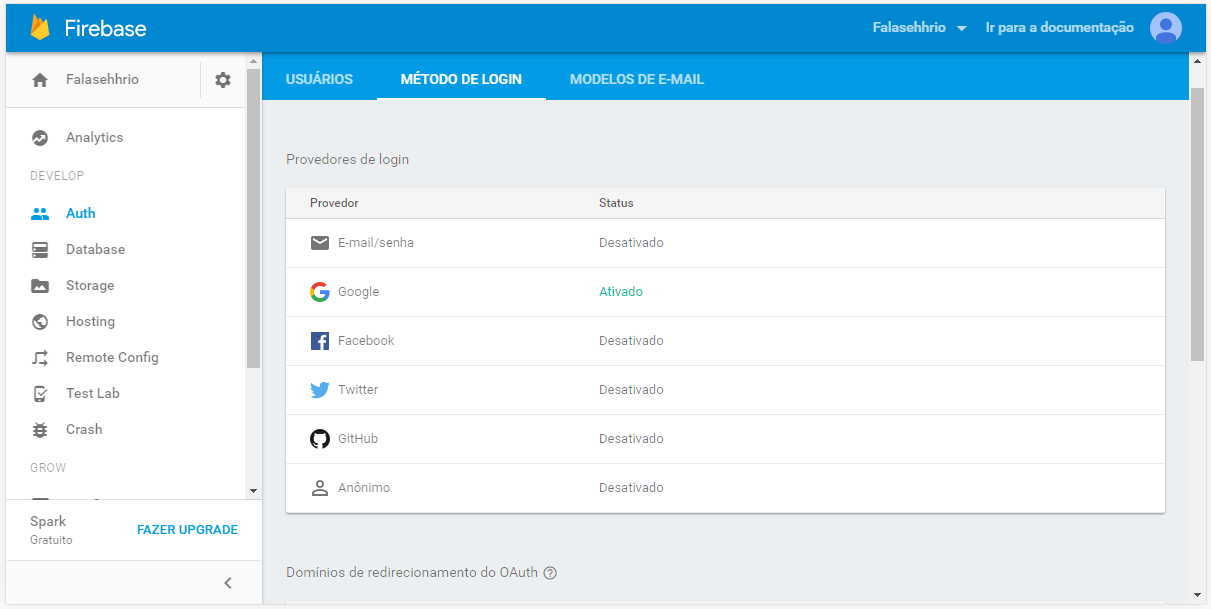 Firebase
Falasehhrio
Ir para a documentação
Falasehhrio
USUÁRIOS
MÉTODO DE LOGIN
MODELOS DE E-MAIL
Analytics
DEVELOP
Auth
Database
Storage
Hosting
Remote Config
Test Lab
Crash
GROW
Spark
Gratuito
FAZER UPGRADE
Provedores de login
Provedor Status
E-mail/senha Desativado
Google Ativado
Facebook Desativado
Twitter Desativado
GitHub Desativado
Anônimo Desativado
Domínios de redirecionamento do OAuth